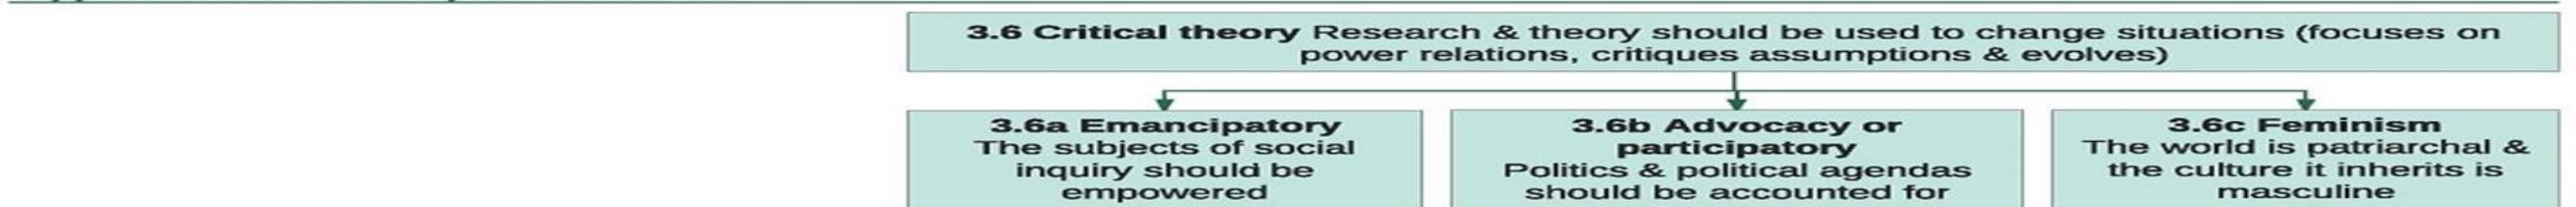 3.6 Critical theory Research & theory should be used to change situations (focuses on
power relations, critiques assumptions & evolves)
3.6a Emancipatory
The subjects of social
inquiry should be
empowered
3.6b Advocacy or
participatory
Politics & political agendas
should be accounted for
3.6c Feminism
The world is patriarchal &
the culture it inherits is
masculine